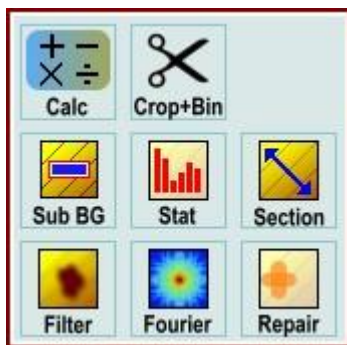 Calc Crop+Bin
Sub BG Stat Section
Filter Fourier Repair